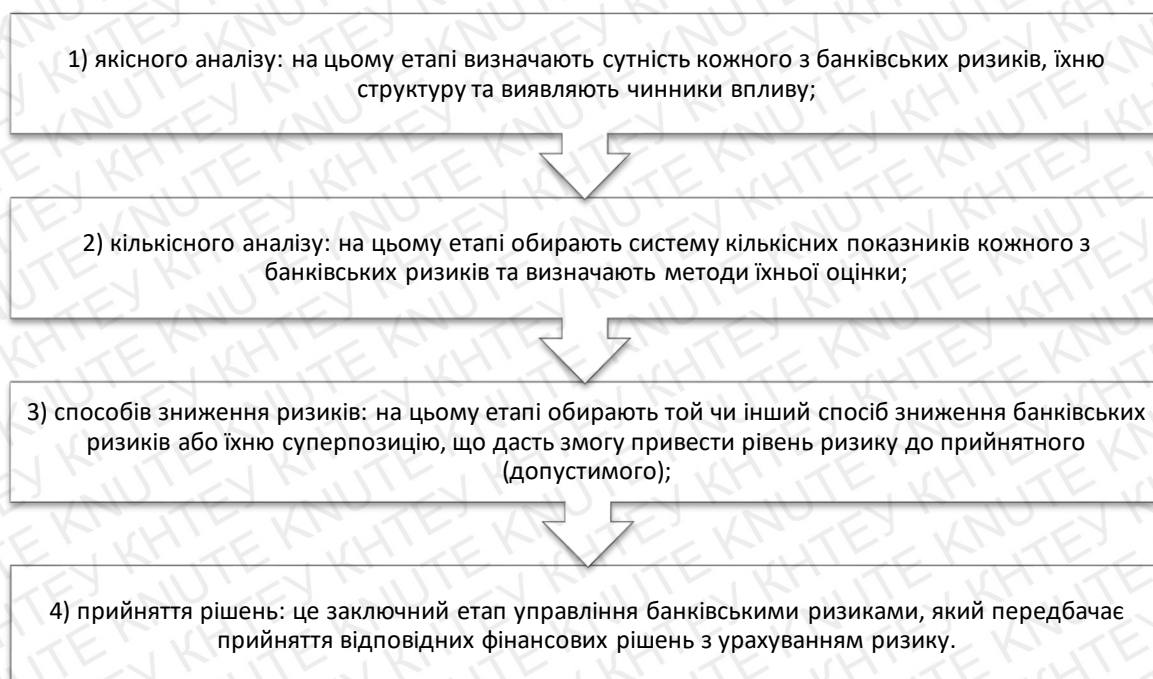 1) якісного аналізу: на цьому етапі визначають сутність кожного з банківських ризиків, їхню
структуру та виявляють чинники впливу;
2) кількісного аналізу: на цьому етапі обирають систему кількісних показників кожного з
банківських ризиків та визначають методи їхньої оцінки;
3) способів зниження ризиків: на цьому етапі обирають той чи інший спосіб зниження банківських
ризиків або їхню суперпозицію, що дасть змогу привести рівень ризику до прийнятного
(допустимого);
4) прийняття рішень: це заключний етап управління банківськими ризиками, який передбачає
прийняття відповідних фінансових рішень з урахуванням ризику.